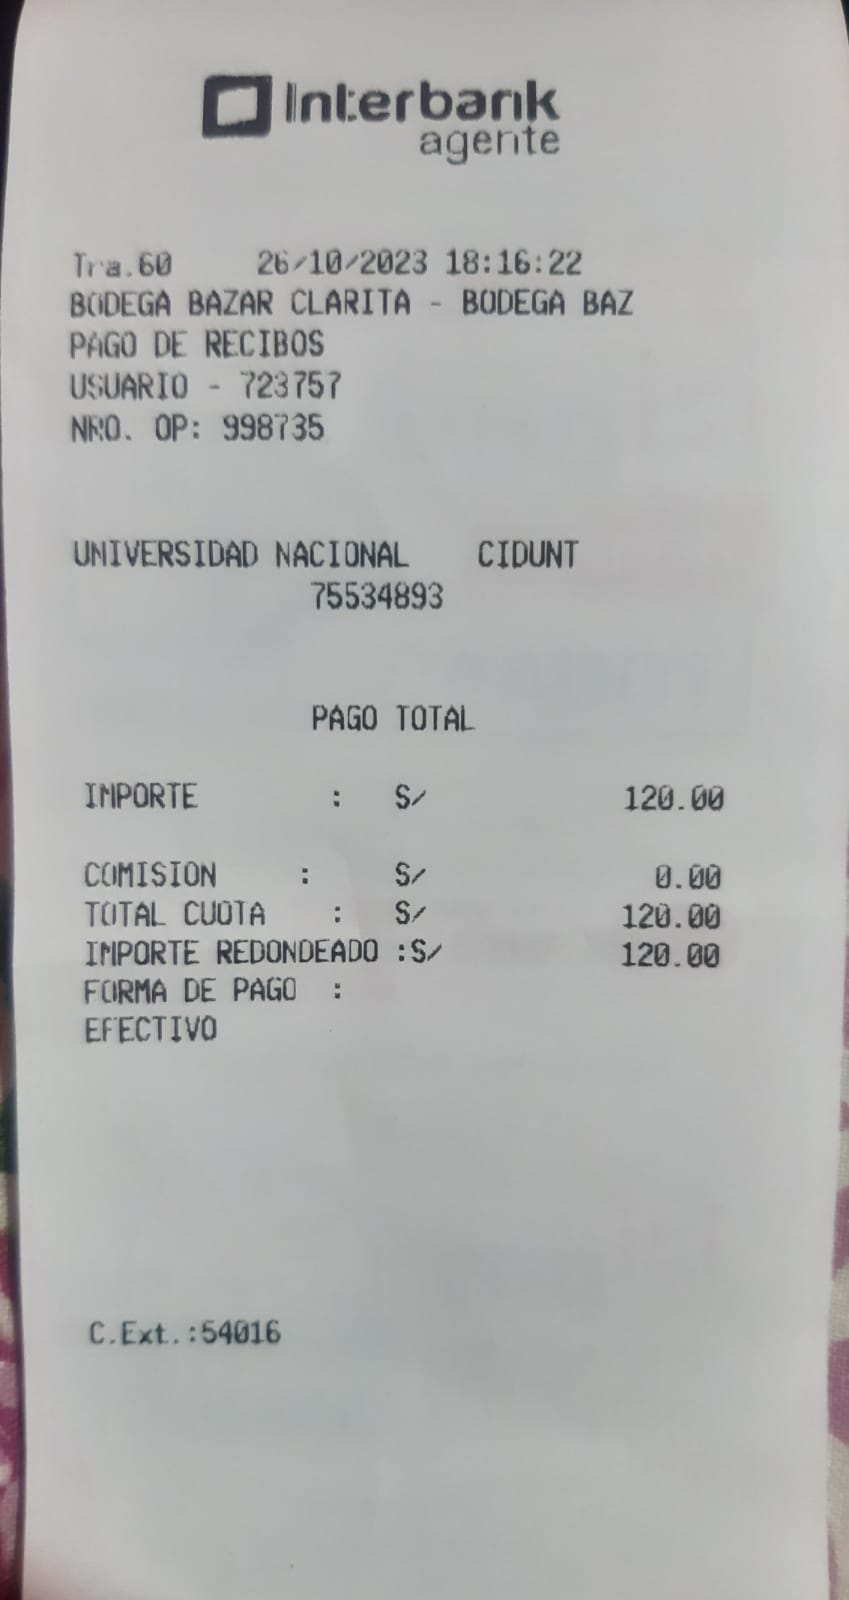 Interbank
agente
Tra.60 26/10/2023 18:16:22
BODEGA BAZAR CLARITA - BODEGA BAZ
PAGO DE RECIBOS
USUARIO - 723757
NRO. OP: 998735
UNIVERSIDAD NACIONAL CIDUNT
75534893
PAGO TOTAL
IMPORTE : S/ 120.00
COMISION : S/ 0.00
TOTAL CUOTA : S/ 120.00
IMPORTE REDONDEADO :S/ 120.00
FORMA DE PAGO :
EFECTIVO
C.Ext.:54016